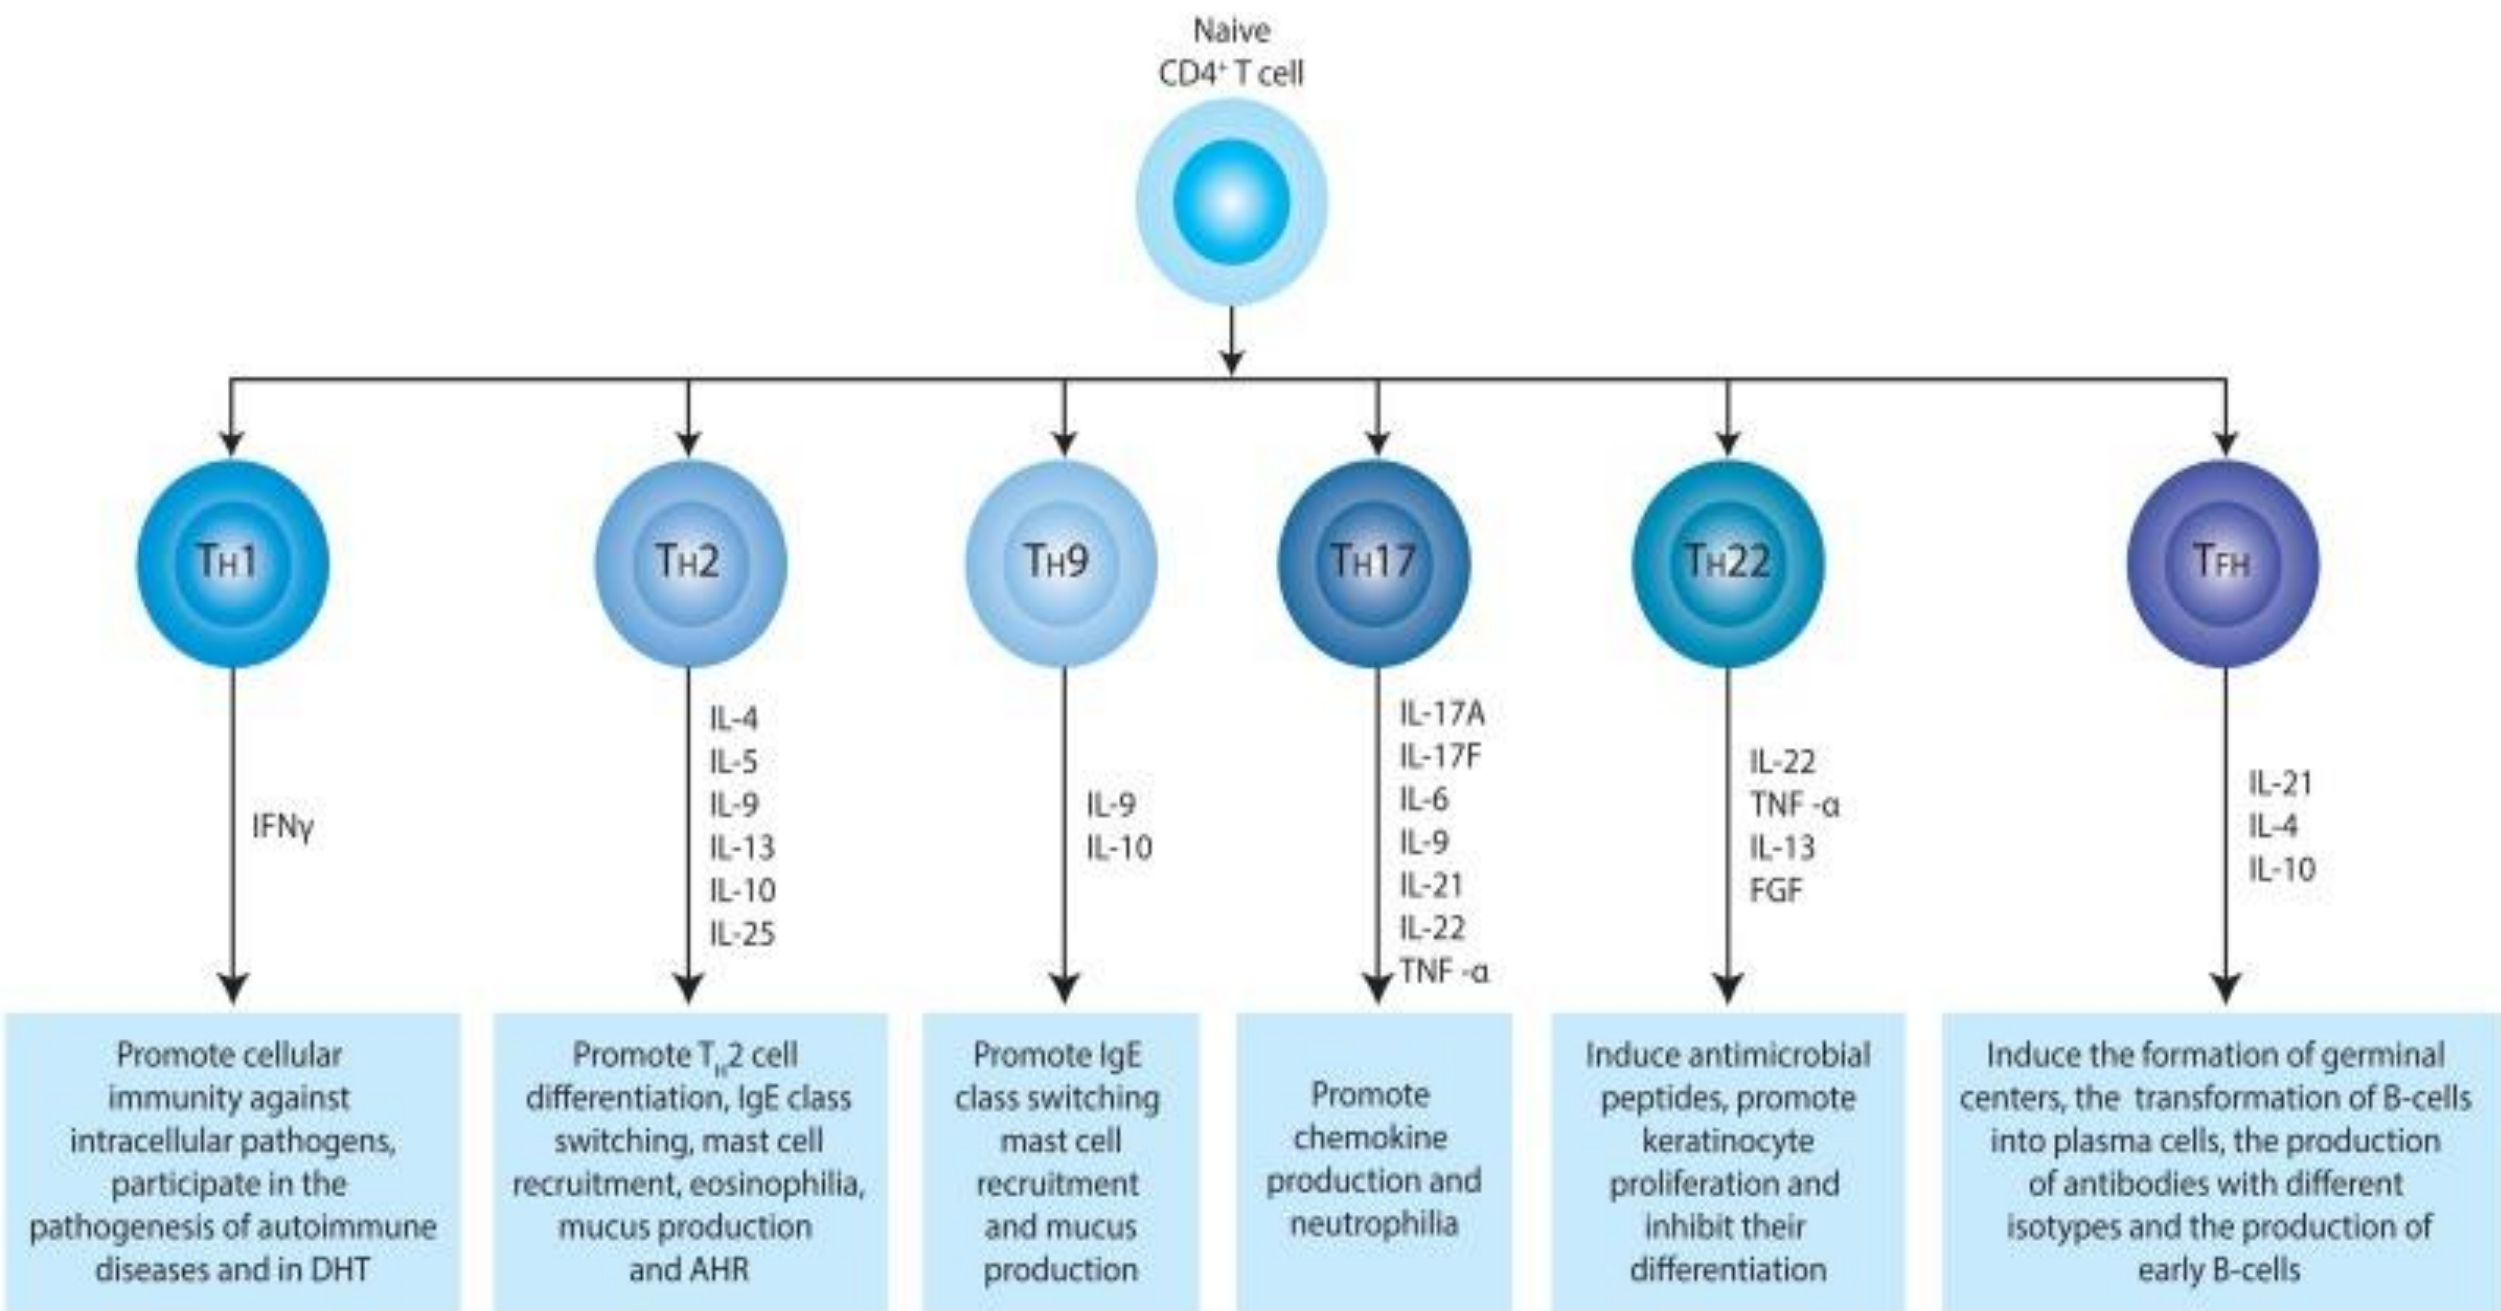 Naive
CD4⁺ T cell
TH1
TH2
TH9
TH17
TH22
TFH
IFNγ
IL-4
IL-5
IL-9
IL-13
IL-10
IL-25
IL-9
IL-10
IL-17A
IL-17F
IL-6
IL-9
IL-21
IL-22
TNF -α
IL-22
TNF -α
IL-13
FGF
IL-21
IL-4
IL-10
Promote cellular
immunity against
intracellular pathogens,
participate in the
pathogenesis of autoimmune
diseases and in DHT
Promote TH2 cell
differentiation, IgE class
switching, mast cell
recruitment, eosinophilia,
mucus production
and AHR
Promote IgE
class switching
mast cell
recruitment
and mucus
production
Promote
chemokine
production and
neutrophilia
Induce antimicrobial
peptides, promote
keratinocyte
proliferation and
inhibit their
differentiation
Induce the formation of germinal
centers, the transformation of B-cells
into plasma cells, the production
of antibodies with different
isotypes and the production of
early B-cells